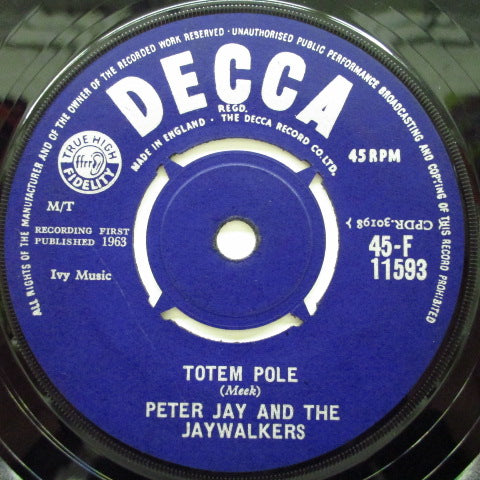 ALL RIGHTS OF THE MANUFACTURER AND OF THE OWNER OF THE RECORDED WORK RESERVED · UNAUTHORISED PUBLIC PERFORMANCE BROADCASTING AND COPYING OF THIS RECORD PROHIBITED
DECCA
REGD.
MADE IN ENGLAND · THE DECCA RECORD CO. LTD.
TRUE HIGH
ffrr
FIDELITY
45 RPM
M/T
RECORDING FIRST
PUBLISHED 1963
Ivy Music
(CPDR.30198)
45-F
11593
TOTEM POLE
(Meek)
PETER JAY AND THE
JAYWALKERS